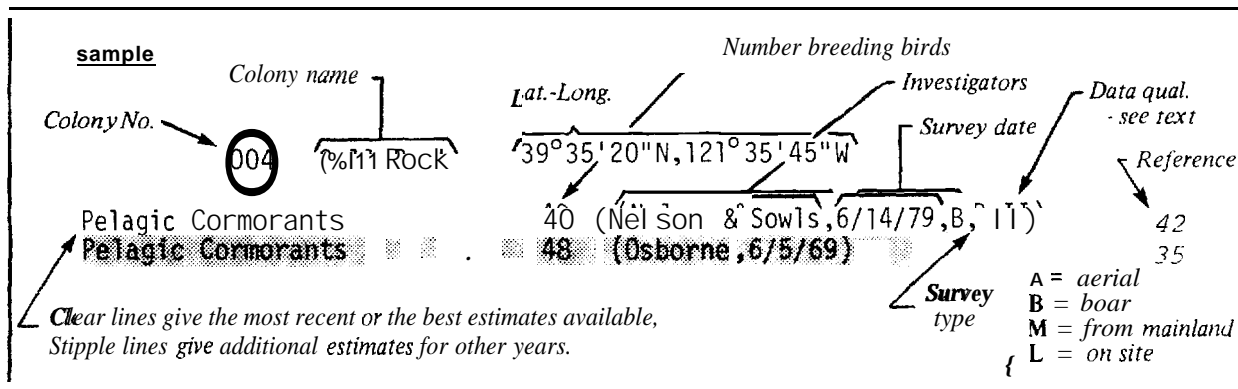 sample
Number breeding birds
Colony name
Investigators
Lat.-Long.
Data qual.
- see text
Colony No.
Survey date
Reference
004 Rock 39°35'20"N,121°35'45"W
Pelagic Cormorants 40 (Nelson & Sowls,6/14/79,B, II) 42
Pelagic Cormorants . 48 (Osborne,6/5/69) 35
Survey
type
A = aerial
B = boar
M = from mainland
L = on site
{
Clear lines give the most recent or the best estimates available,
Stipple lines give additional estimates for other years.